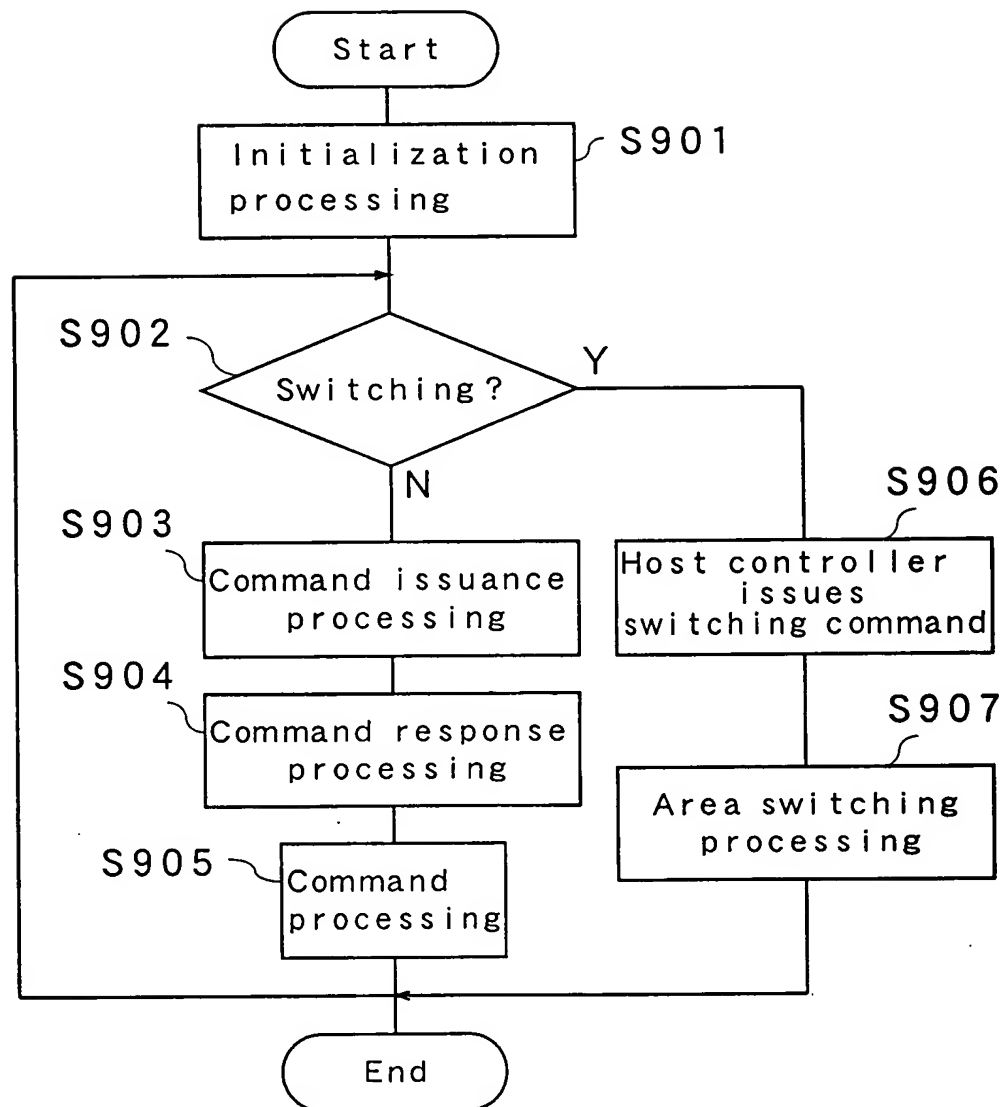 Start
S901
Initialization
processing
S902
Switching?
Y
N
S903
Command issuance
processing
S904
Command response
processing
S905
Command
processing
S906
Host controller
issues
switching command
S907
Area switching
processing
End